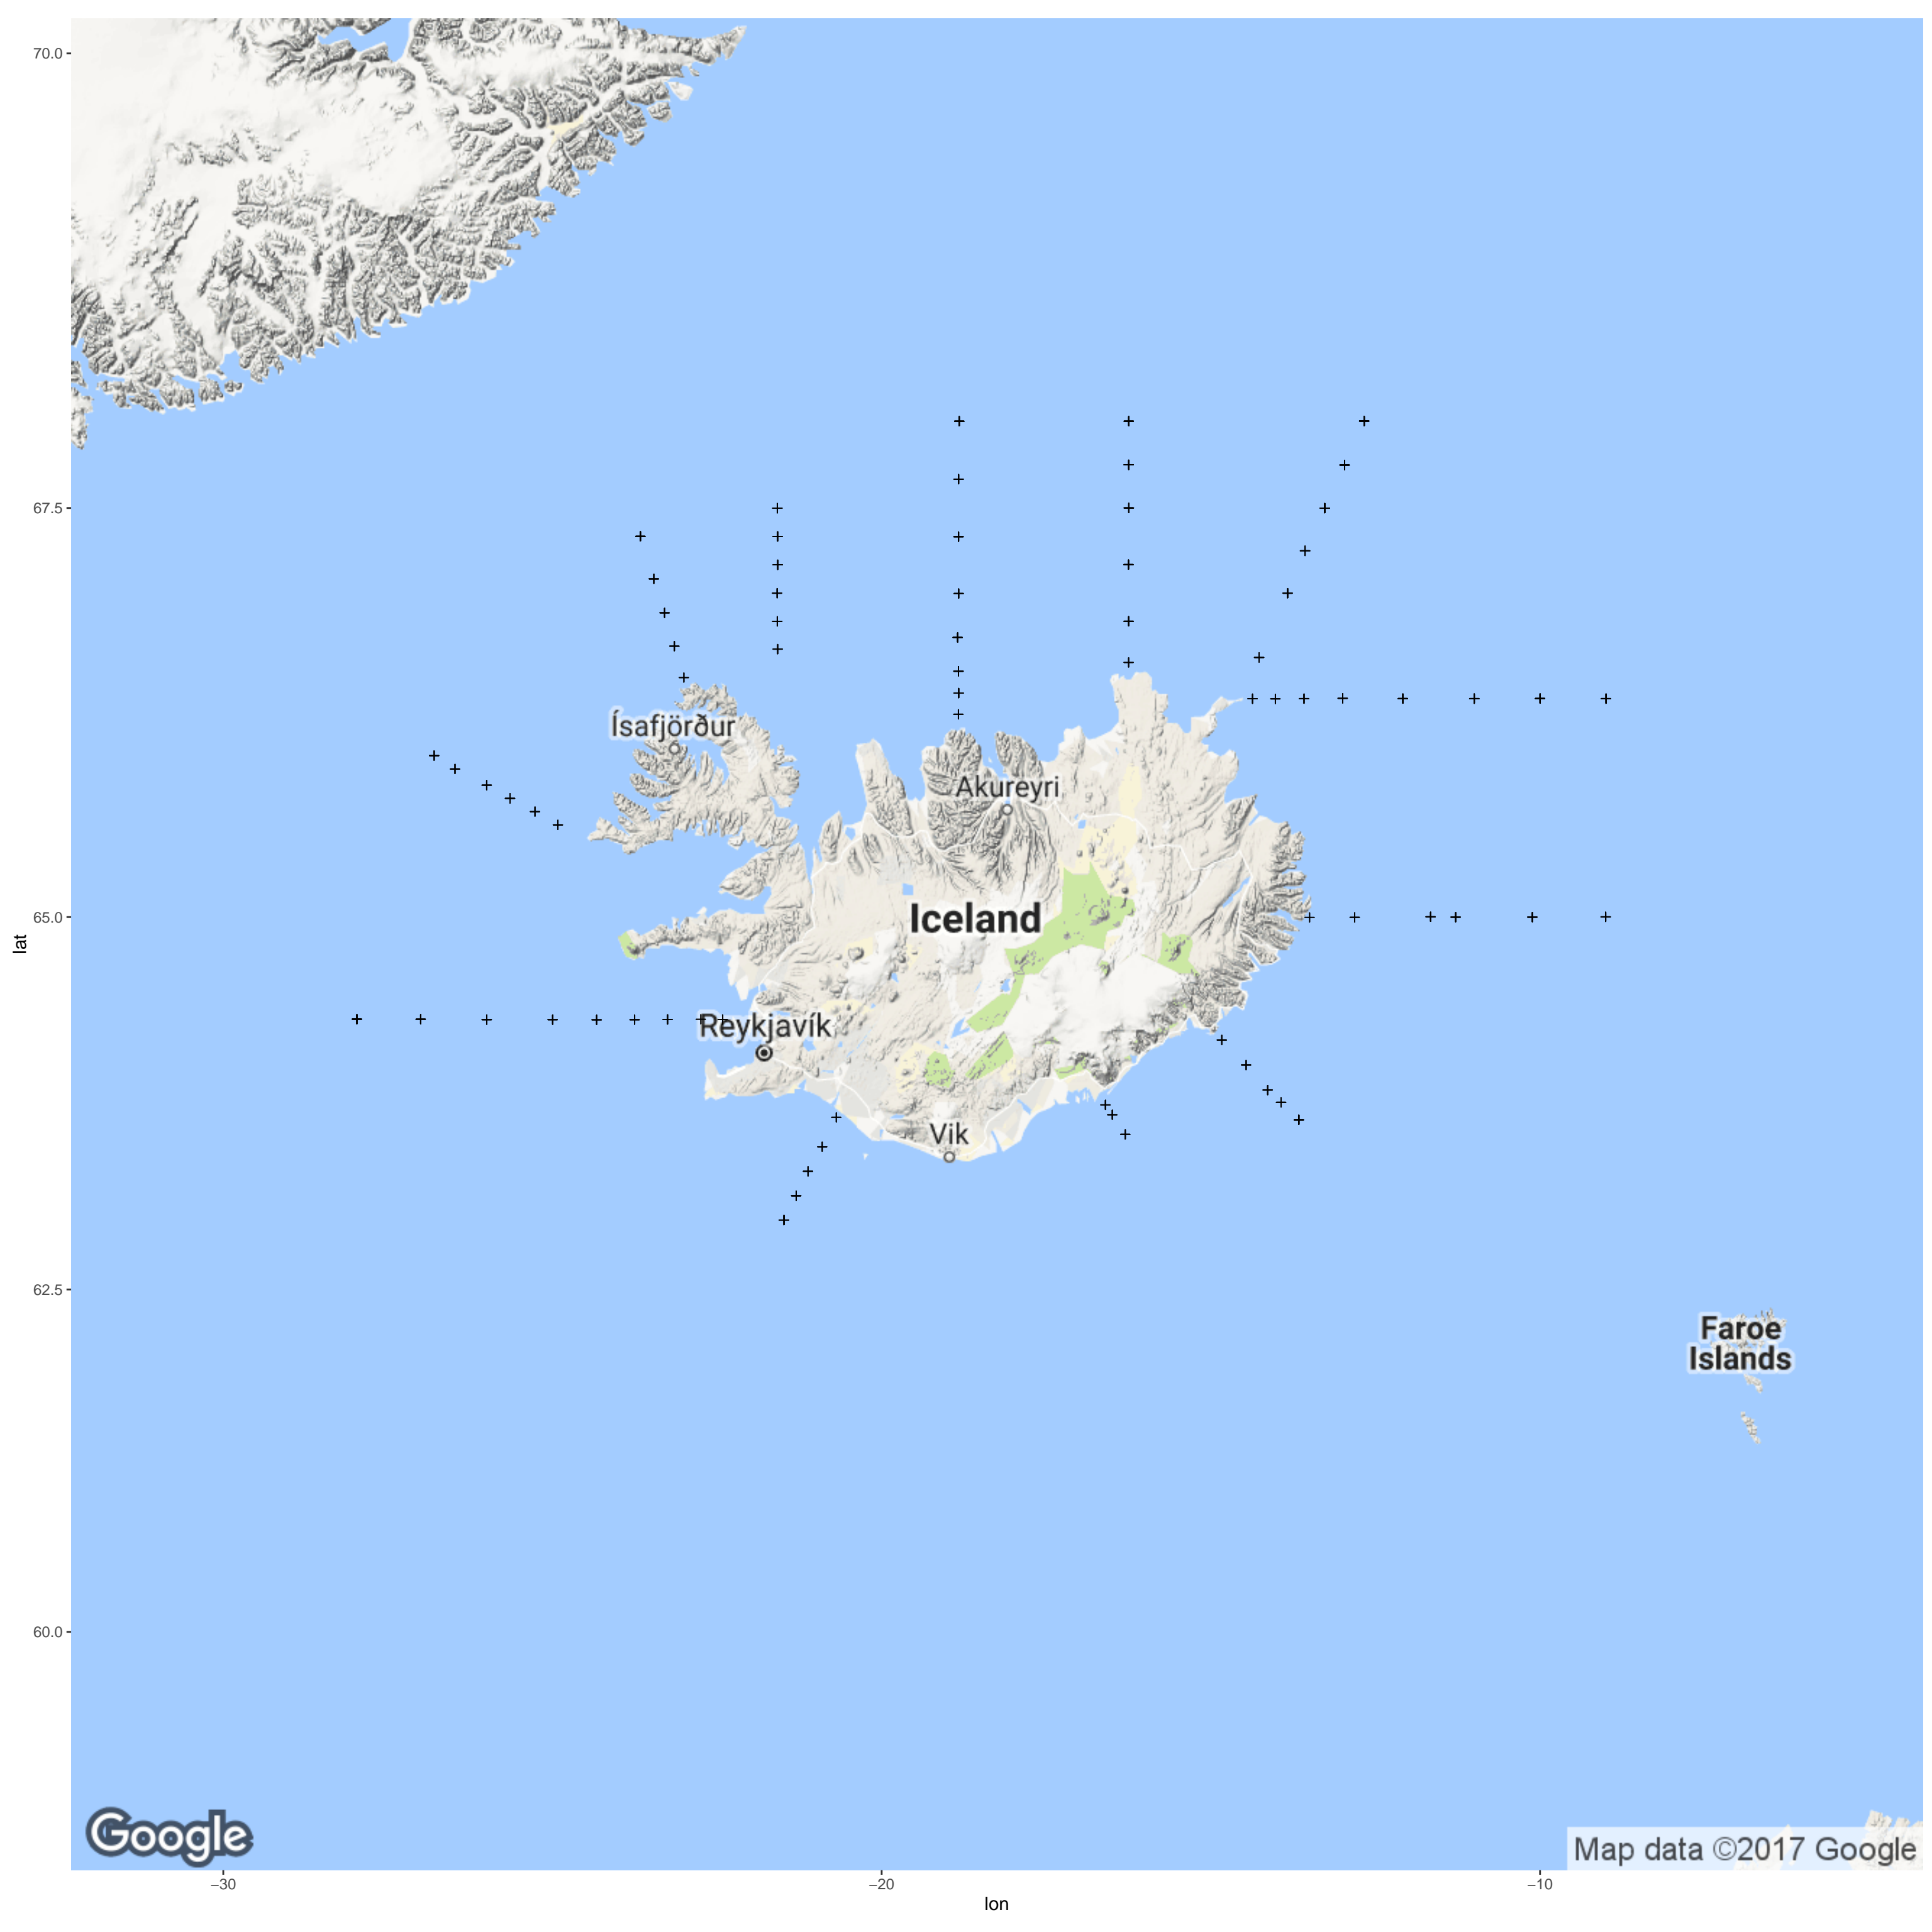 70.0
67.5
Ísafjörður
Akureyri
Iceland
65.0
lat
Reykjavík
Vik
62.5
Faroe
Islands
60.0
Google
Map data ©2017 Google
−30
−20
−10
lon